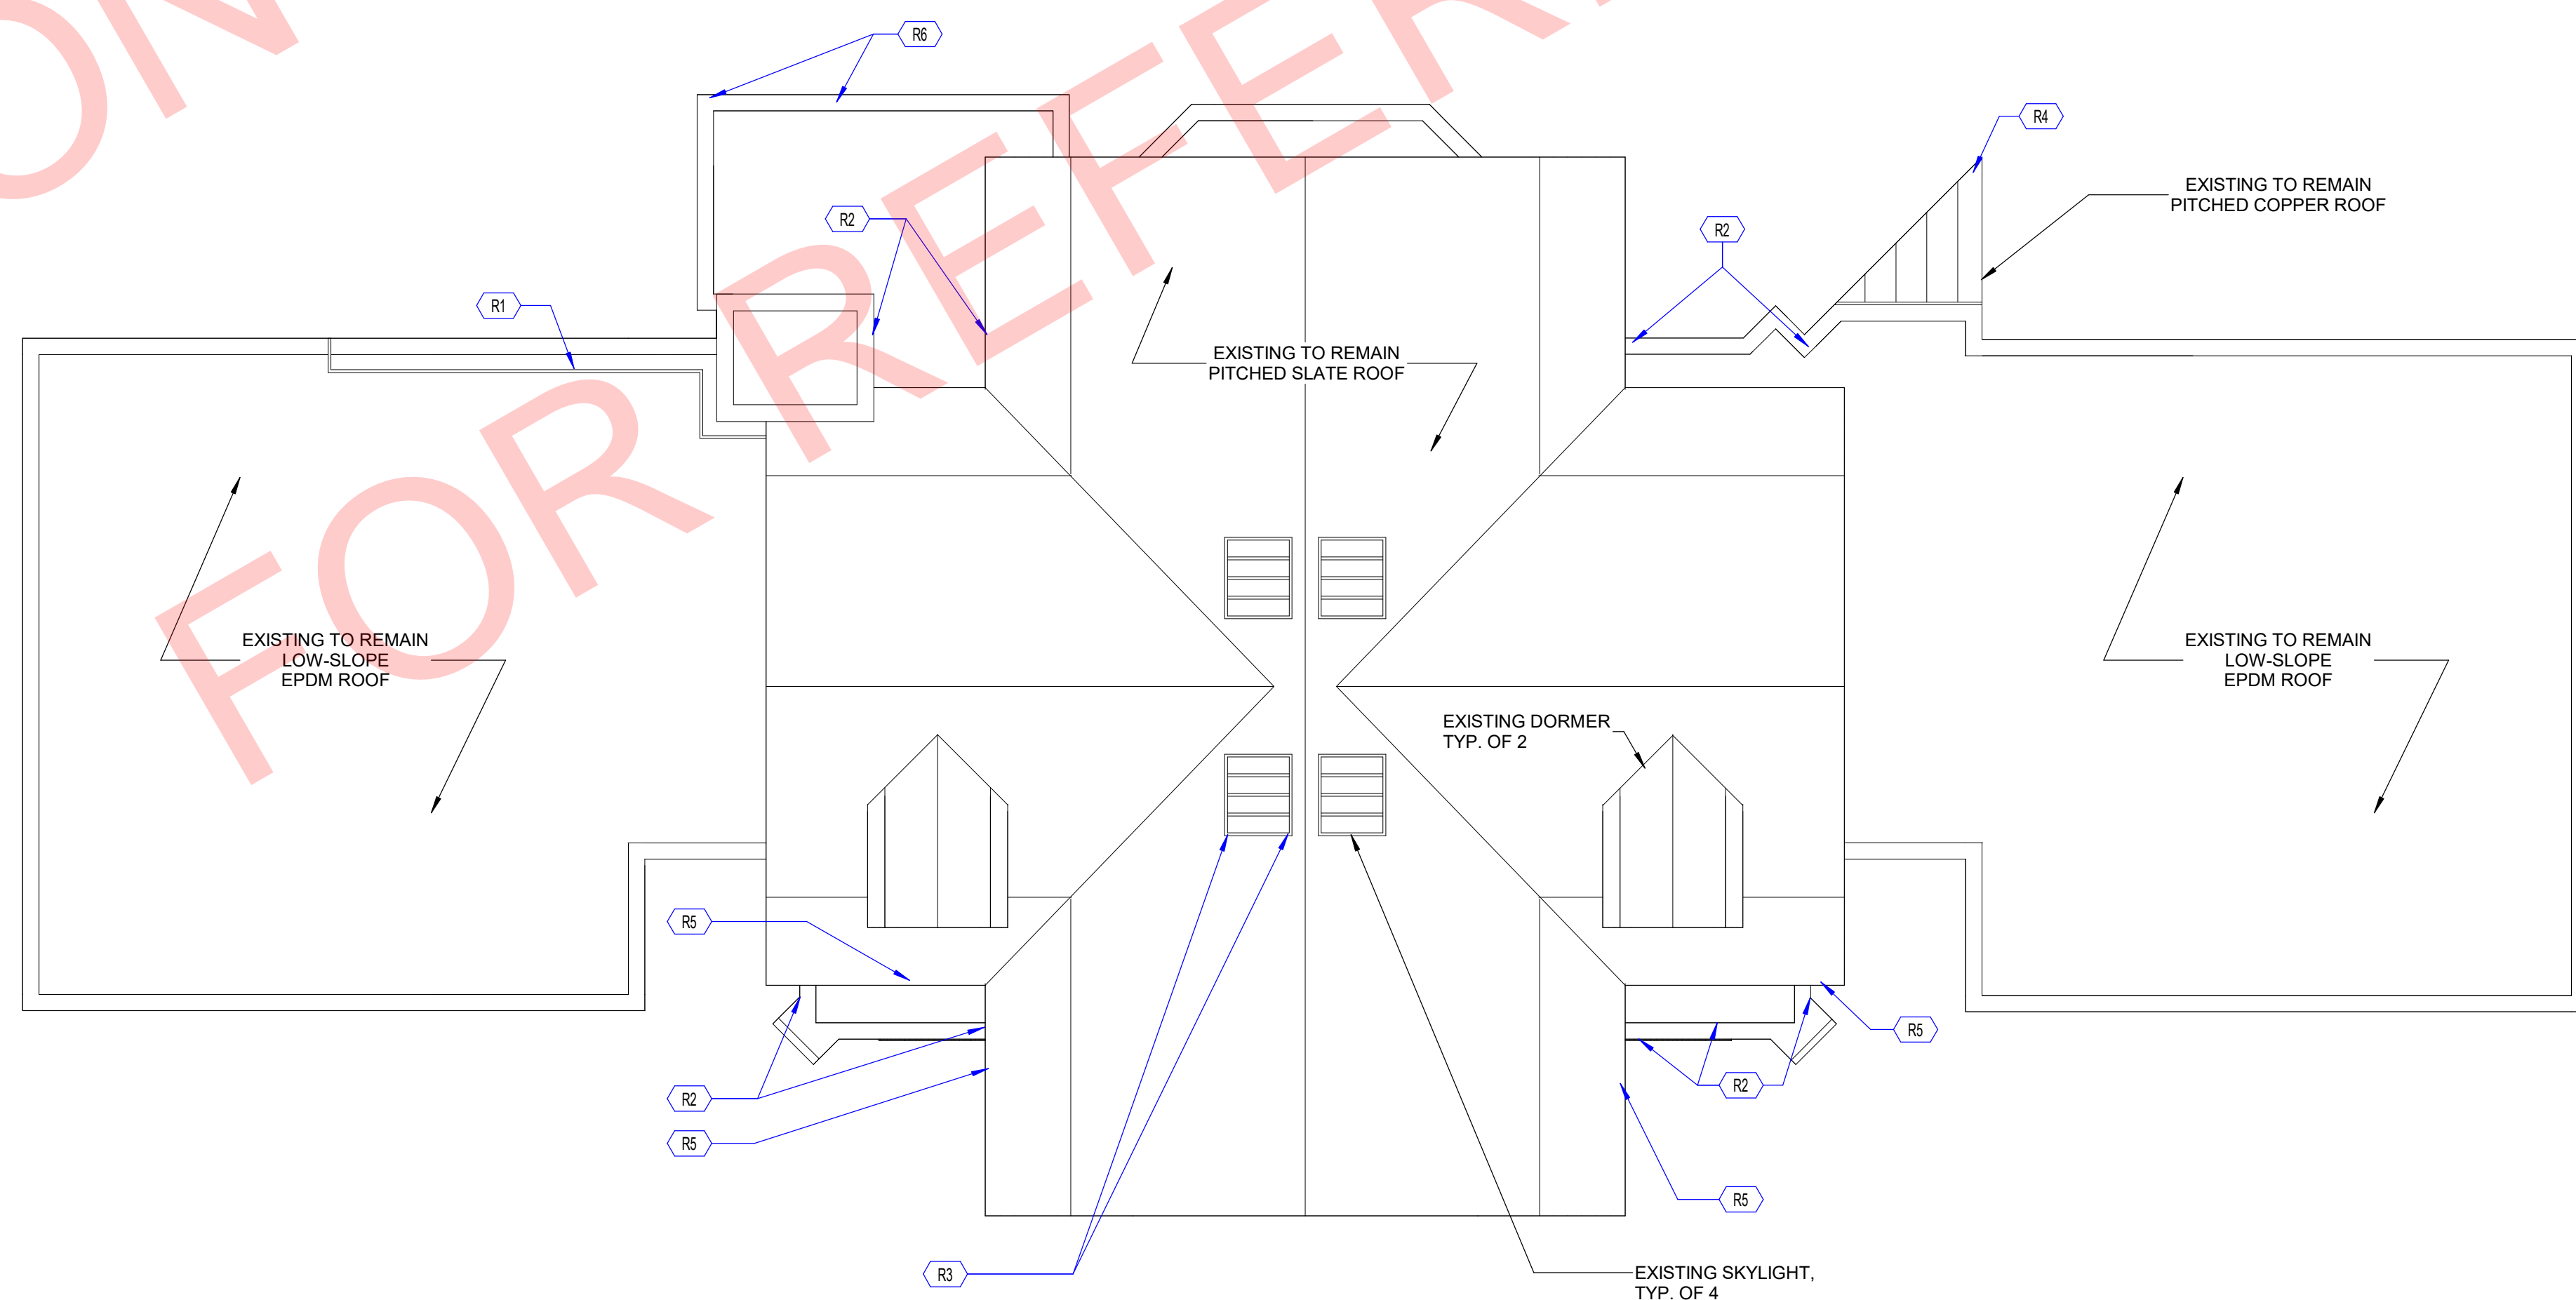 FOR REFER
R6
R4
EXISTING TO REMAIN
PITCHED COPPER ROOF
R2
R2
R1
EXISTING TO REMAIN
PITCHED SLATE ROOF
EXISTING TO REMAIN
LOW-SLOPE
EPDM ROOF
EXISTING TO REMAIN
LOW-SLOPE
EPDM ROOF
EXISTING DORMER
TYP. OF 2
R5
R5
R2
R2
R5
R5
R3
EXISTING SKYLIGHT,
TYP. OF 4